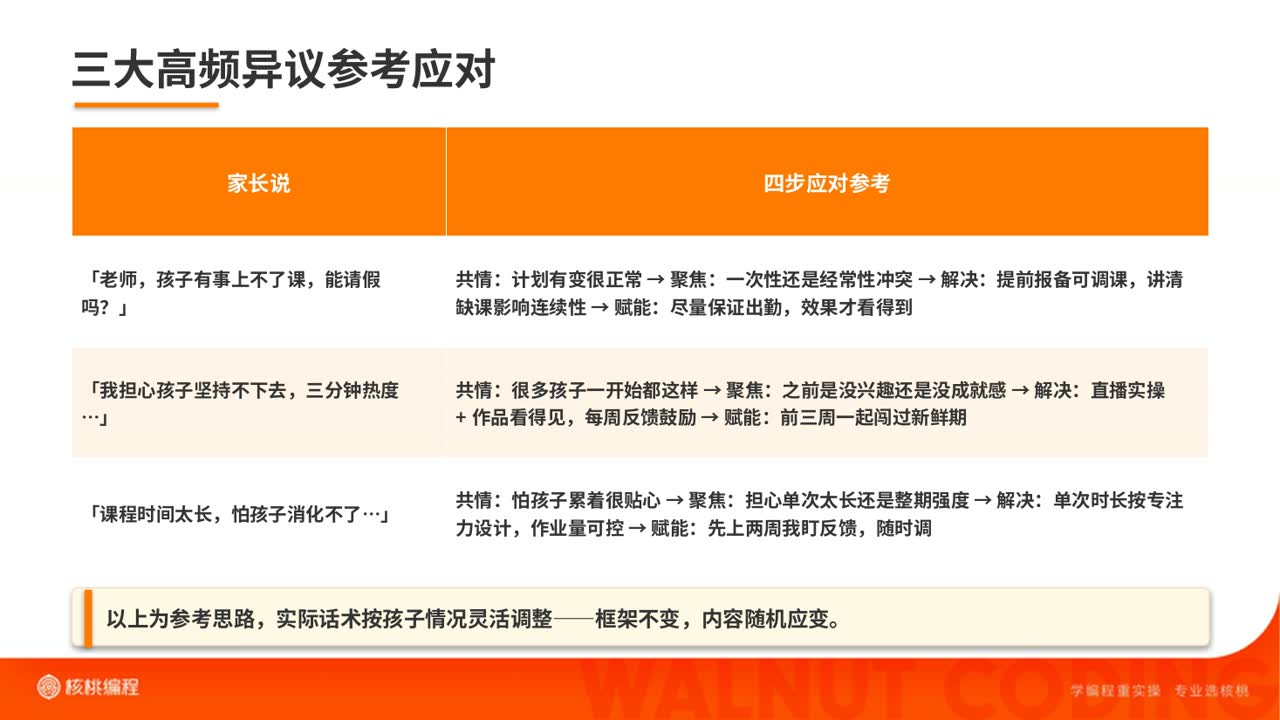 三大高频异议参考应对
家长说
四步应对参考
「老师，孩子有事上不了课，能请假
吗？」
共情：计划有变很正常 → 聚焦：一次性还是经常性冲突 → 解决：提前报备可调课，讲清
缺课影响连续性 → 赋能：尽量保证出勤，效果才看得到
「我担心孩子坚持不下去，三分钟热度
…」
共情：很多孩子一开始都这样 → 聚焦：之前是没兴趣还是没成就感 → 解决：直播实操
+ 作品看得见，每周反馈鼓励 → 赋能：前三周一起闯过新鲜期
「课程时间太长，怕孩子消化不了…」
共情：怕孩子累着很贴心 → 聚焦：担心单次太长还是整期强度 → 解决：单次时长按专注
力设计，作业量可控 → 赋能：先上两周我盯反馈，随时调
以上为参考思路，实际话术按孩子情况灵活调整——框架不变，内容随机应变。
核桃编程
WALNUT CODING
学编程重实操 专业选核桃